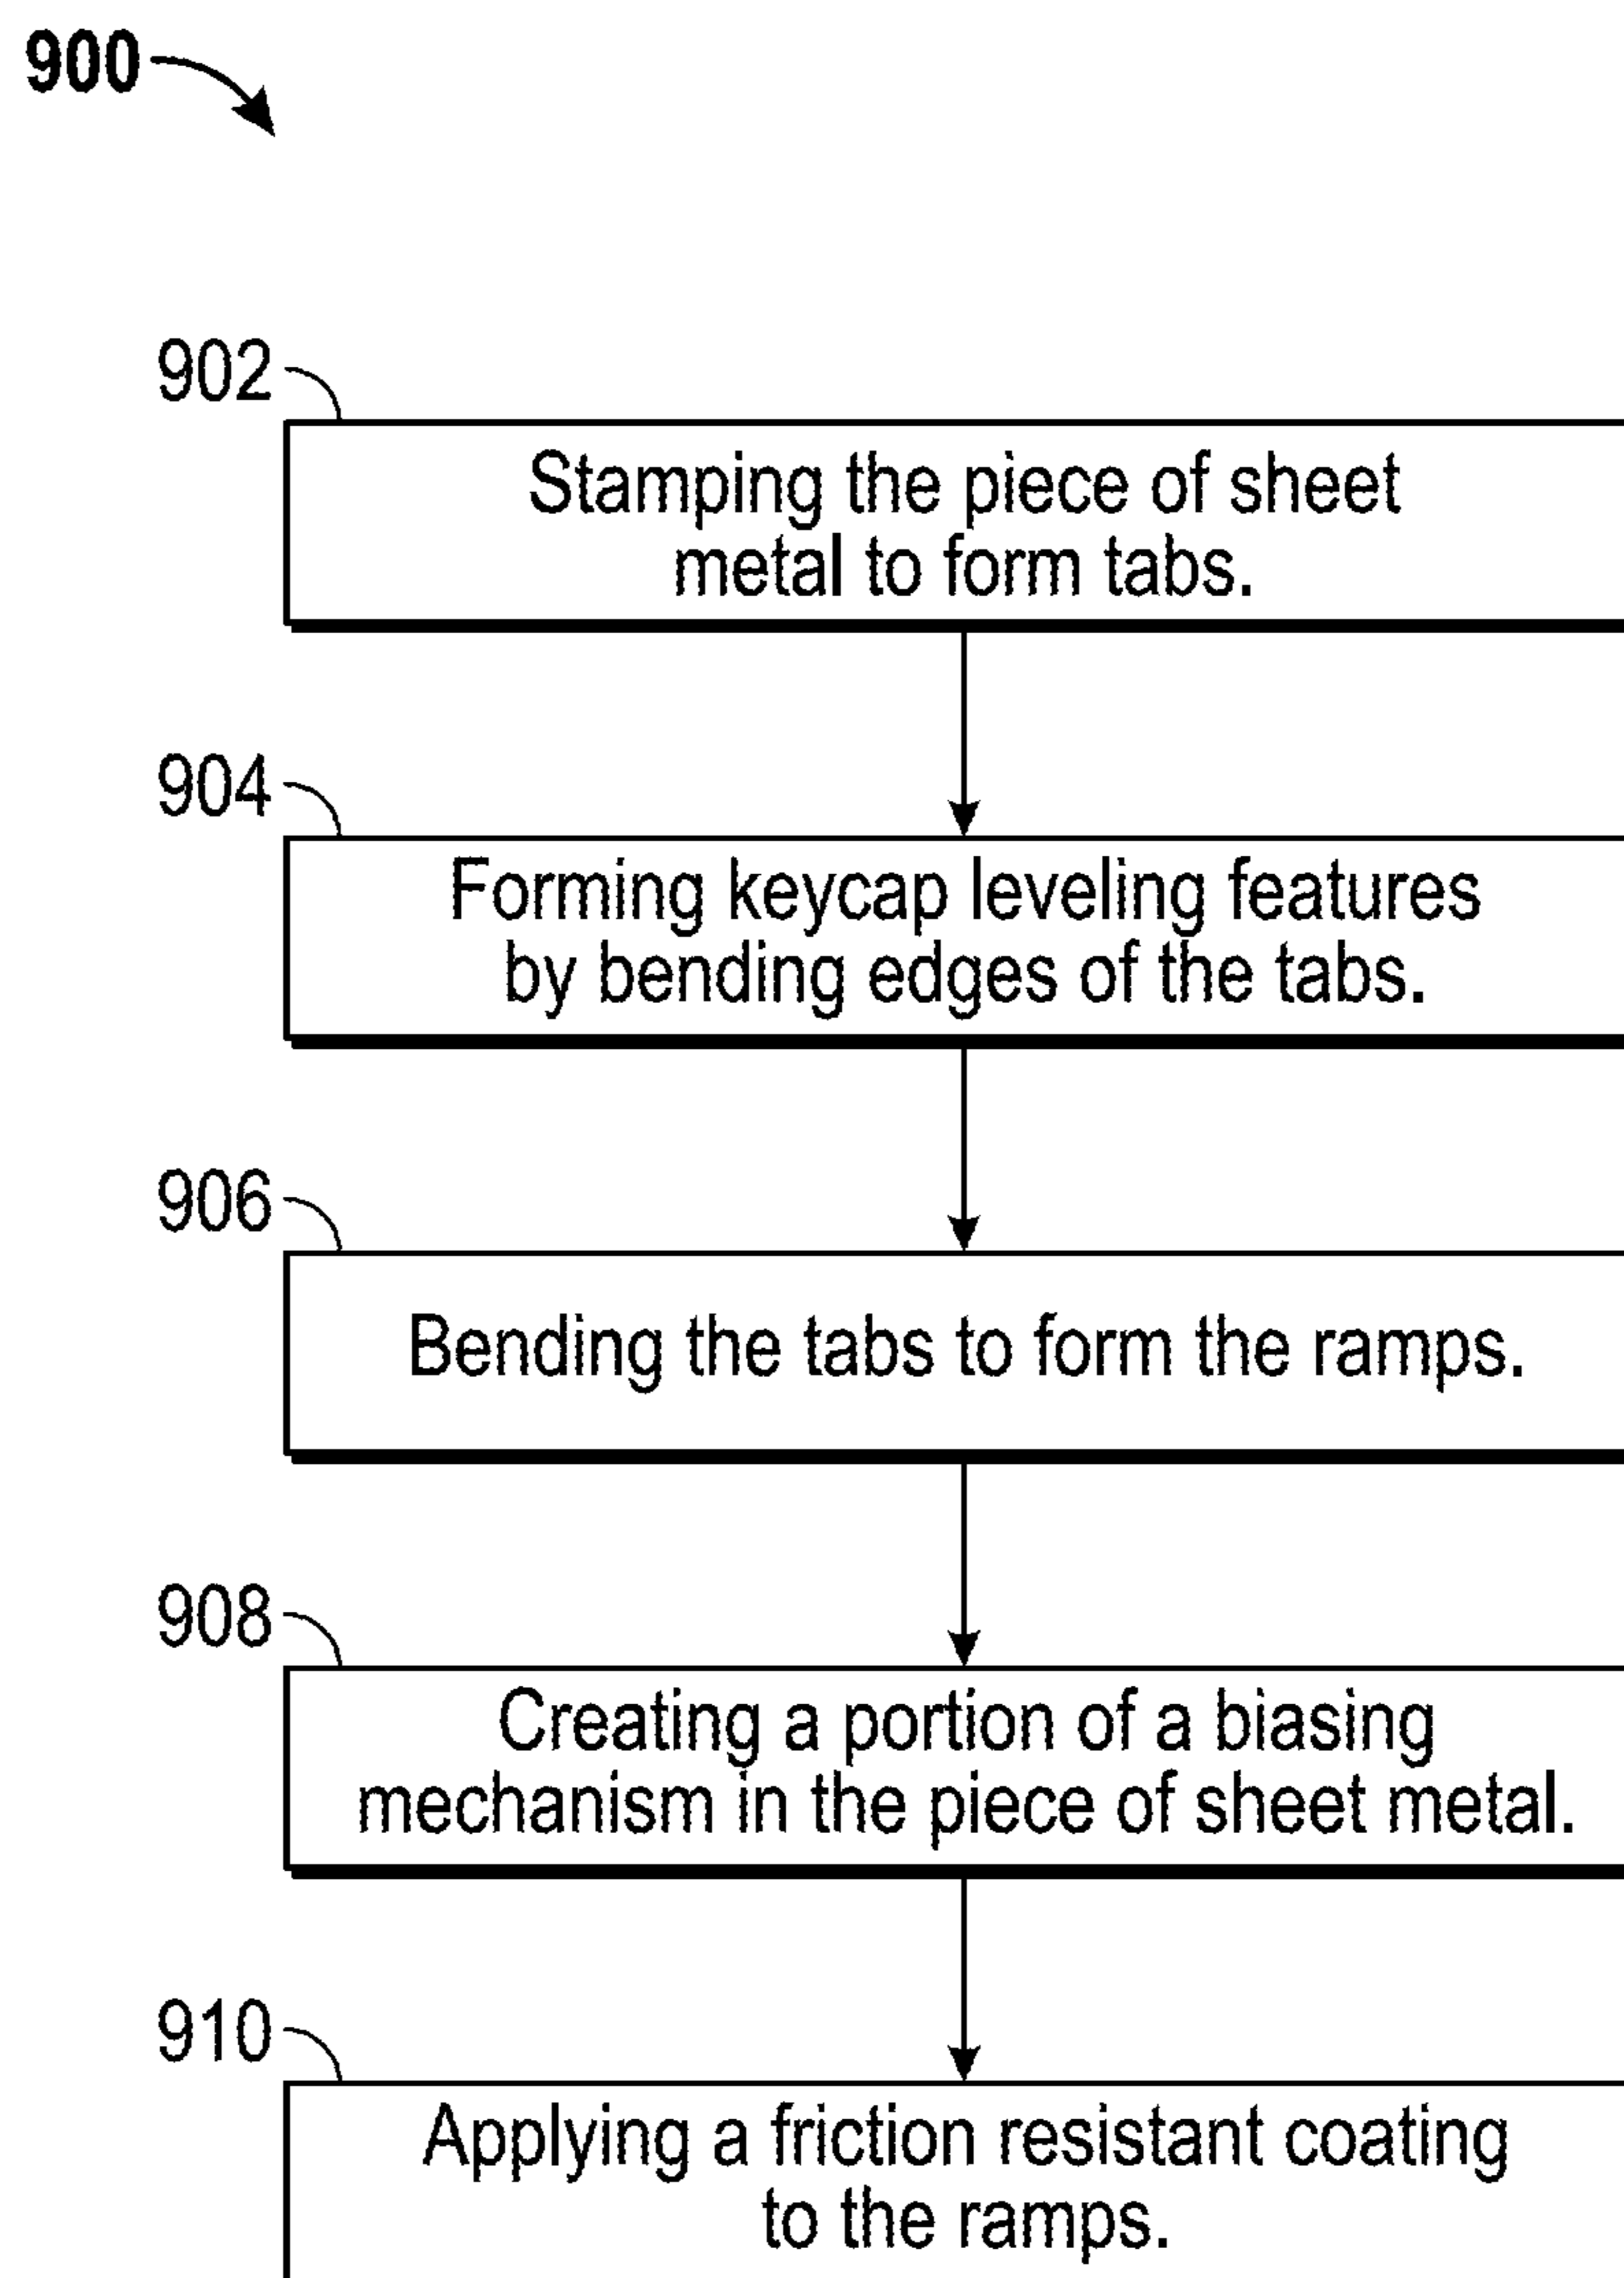 900
902
Stamping the piece of sheet
metal to form tabs.
904
Forming keycap leveling features
by bending edges of the tabs.
906
Bending the tabs to form the ramps.
908
Creating a portion of a biasing
mechanism in the piece of sheet metal.
910
Applying a friction resistant coating
to the ramps.